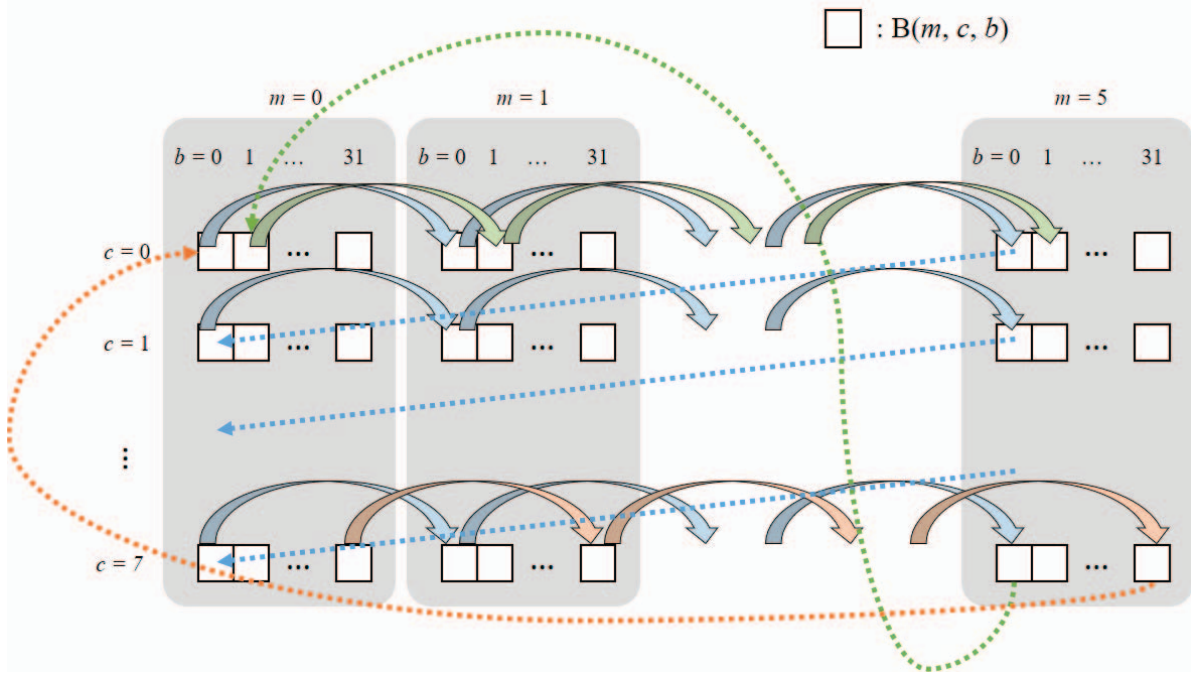 : B(m, c, b)
m = 0 m = 1 m = 5
b = 0 1 ... 31 b = 0 1 ... 31 b = 0 1 ... 31
c = 0 ... ... ...
c = 1 ... ... ...
⋮
c = 7 ... ... ...